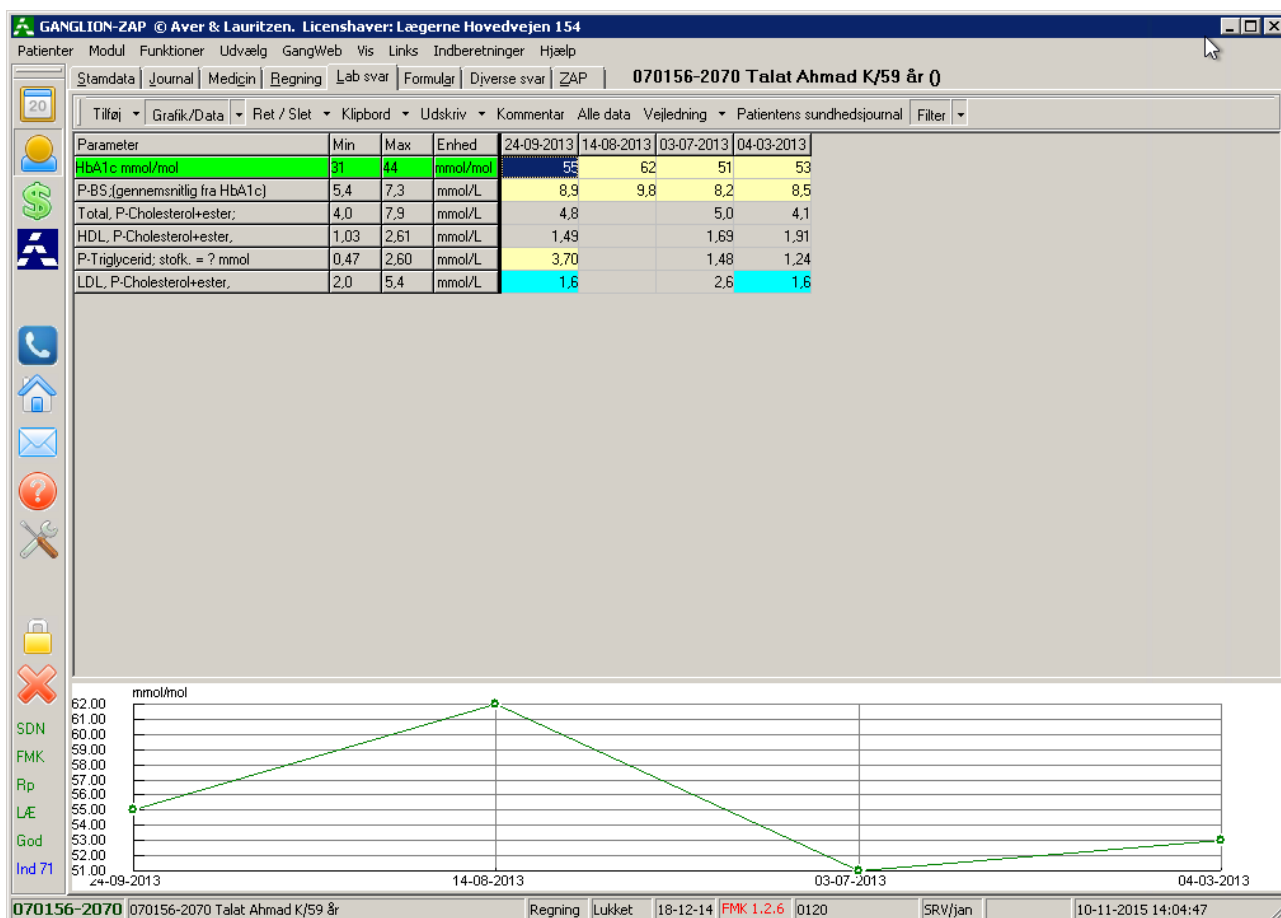 GANGLION-ZAP © Aver & Lauritzen. Licenshaver: Lægerne Hovedvejen 154
Patienter Modul Funktioner Udvælg GangWeb Vis Links Indberetninger Hjælp
Stamdata Journal Medicin Regning Lab svar Formular Diverse svar ZAP 070156-2070 Talat Ahmad K/59 år ()
20
Tilføj Grafik/Data Ret / Slet Klipbord Udskriv Kommentar Alle data Vejledning Patientens sundhedsjournal Filter
Parameter Min Max Enhed 24-09-2013 14-08-2013 03-07-2013 04-03-2013
HbA1c mmol/mol 31 44 mmol/mol 55 62 51 53
P-BS;(gennemsnitlig fra HbA1c) 5,4 7,3 mmol/L 8,9 9,8 8,2 8,5
Total, P-Cholesterol+ester; 4,0 7,9 mmol/L 4,8 5,0 4,1
HDL, P-Cholesterol+ester, 1,03 2,61 mmol/L 1,49 1,69 1,91
P-Triglycerid; stofk. = ? mmol 0,47 2,60 mmol/L 3,70 1,48 1,24
LDL, P-Cholesterol+ester, 2,0 5,4 mmol/L 1,6 2,6 1,6
SDN
FMK
Rp
LÆ
God
Ind 71
mmol/mol
62.00
61.00
60.00
59.00
58.00
57.00
56.00
55.00
54.00
53.00
52.00
51.00
24-09-2013 14-08-2013 03-07-2013 04-03-2013
070156-2070 070156-2070 Talat Ahmad K/59 år Regning Lukket 18-12-14 FMK 1.2.6 0120 SRV/jan 10-11-2015 14:04:47